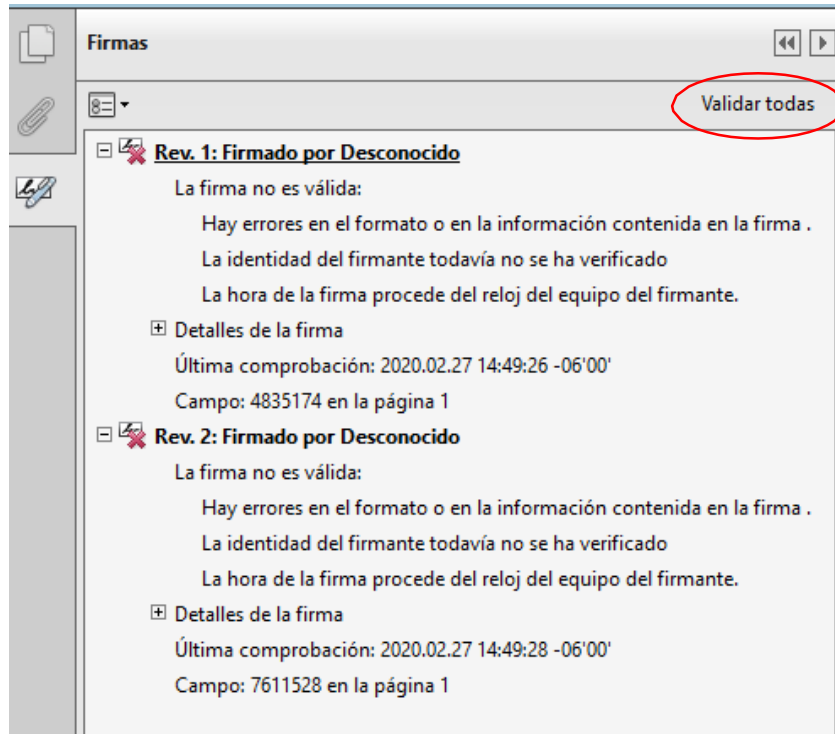 Firmas
Validar todas
Rev. 1: Firmado por Desconocido
La firma no es válida:
Hay errores en el formato o en la información contenida en la firma .
La identidad del firmante todavía no se ha verificado
La hora de la firma procede del reloj del equipo del firmante.
Detalles de la firma
Última comprobación: 2020.02.27 14:49:26 -06'00'
Campo: 4835174 en la página 1
Rev. 2: Firmado por Desconocido
La firma no es válida:
Hay errores en el formato o en la información contenida en la firma .
La identidad del firmante todavía no se ha verificado
La hora de la firma procede del reloj del equipo del firmante.
Detalles de la firma
Última comprobación: 2020.02.27 14:49:28 -06'00'
Campo: 7611528 en la página 1